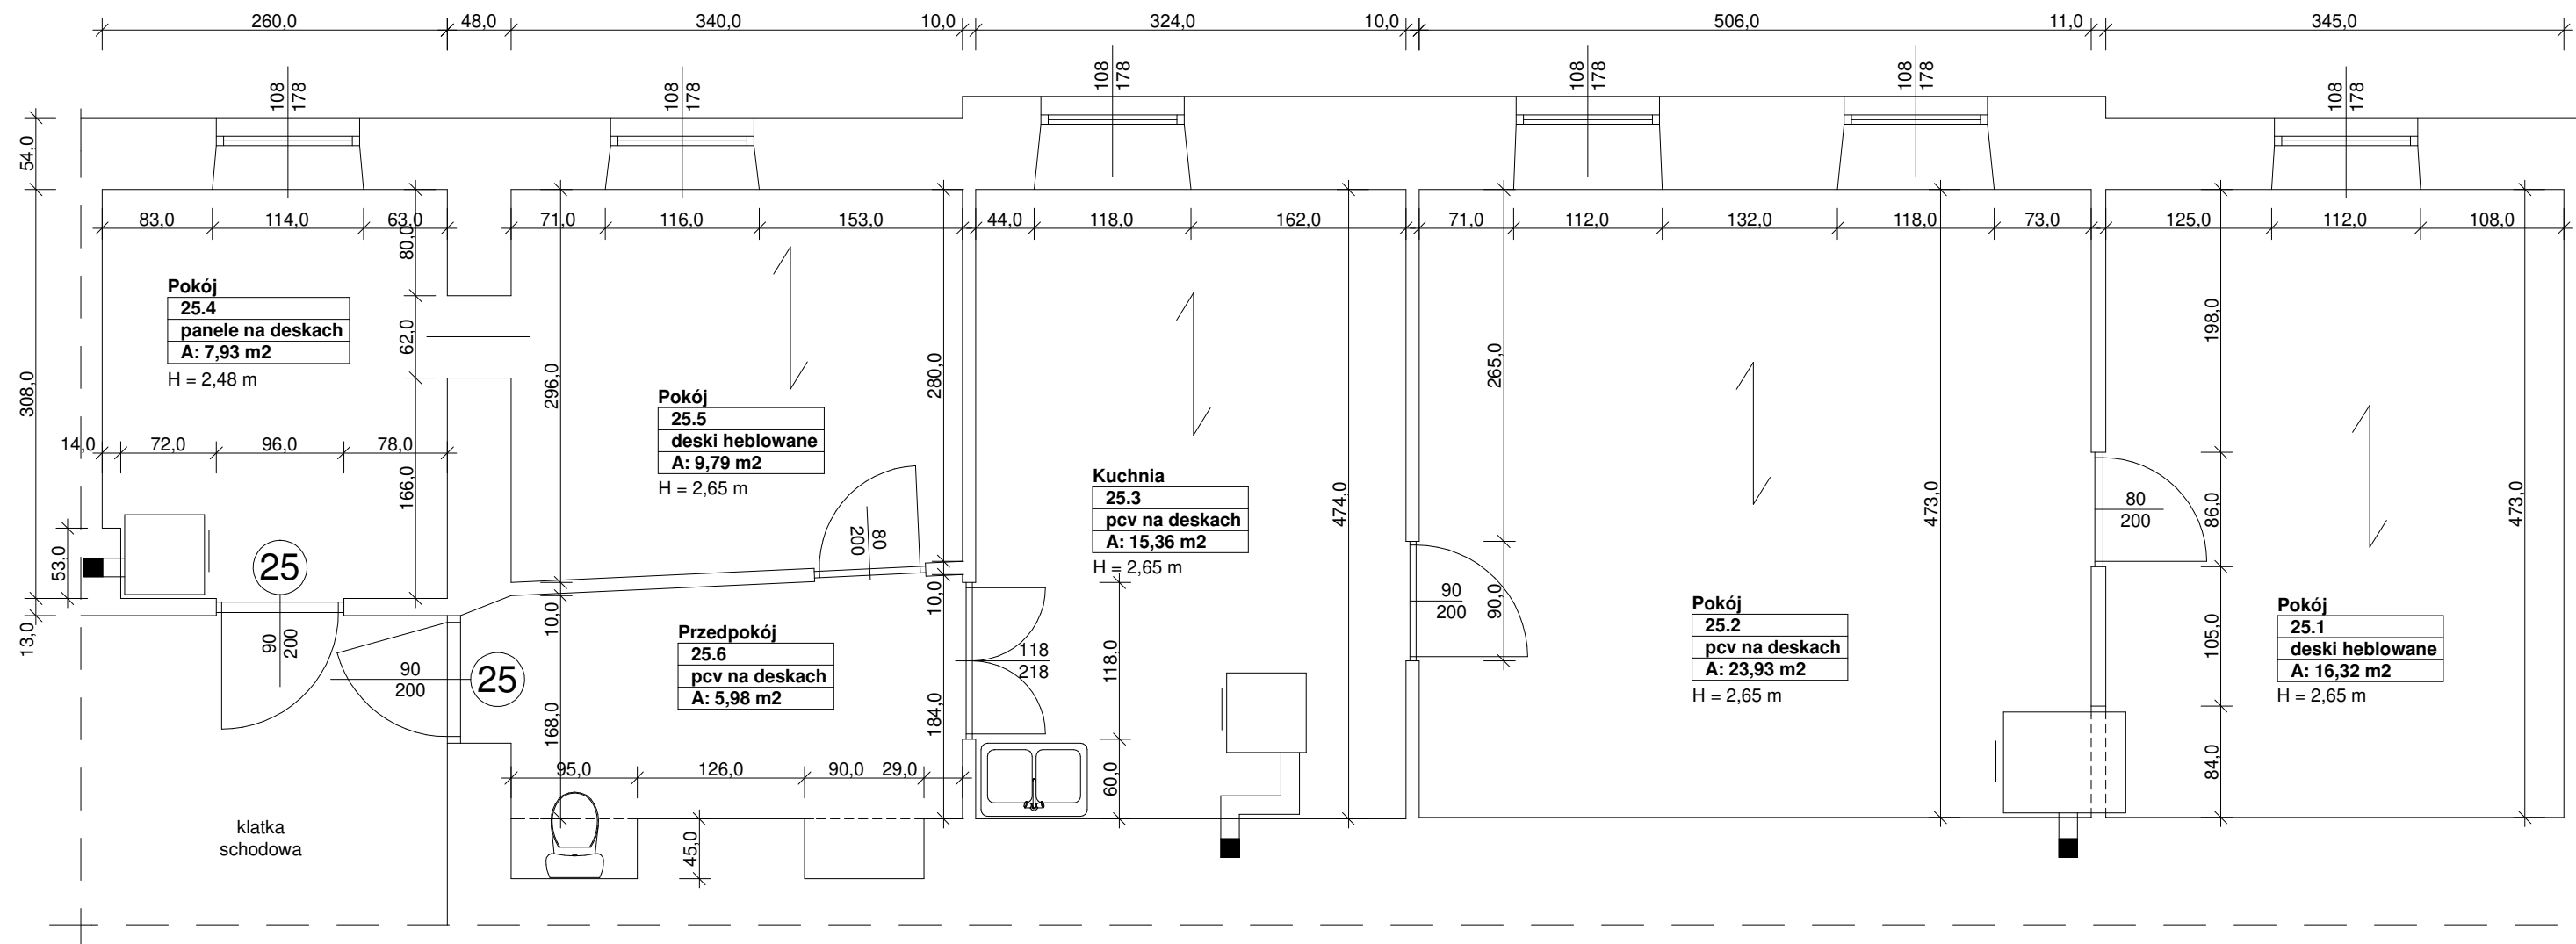 260,0 48,0 340,0 10,0 324,0 10,0 506,0 11,0 345,0
108 178 108 178 108 178 108 178 108 178 108 178
54,0
83,0 114,0 63,0 71,0 116,0 153,0 44,0 118,0 162,0 71,0 112,0 132,0 118,0 73,0 125,0 112,0 108,0
80,0
308,0
62,0
296,0
280,0
265,0
198,0
Pokój
25.4
panele na deskach
A: 7,93 m2
H = 2,48 m
Pokój
25.5
deski heblowane
A: 9,79 m2
H = 2,65 m
14,0 72,0 96,0 78,0
166,0
53,0
25
13,0
90
200
90
200
25
80
200
10,0
10,0
168,0
184,0
Przedpokój
25.6
pcv na deskach
A: 5,98 m2
95,0 126,0 90,0 29,0
45,0
klatka
schodowa
Kuchnia
25.3
pcv na deskach
A: 15,36 m2
H = 2,65 m
474,0
118
218
118,0
60,0
90
200
90,0
Pokój
25.2
pcv na deskach
A: 23,93 m2
H = 2,65 m
473,0
80
200
86,0
105,0
84,0
Pokój
25.1
deski heblowane
A: 16,32 m2
H = 2,65 m
473,0